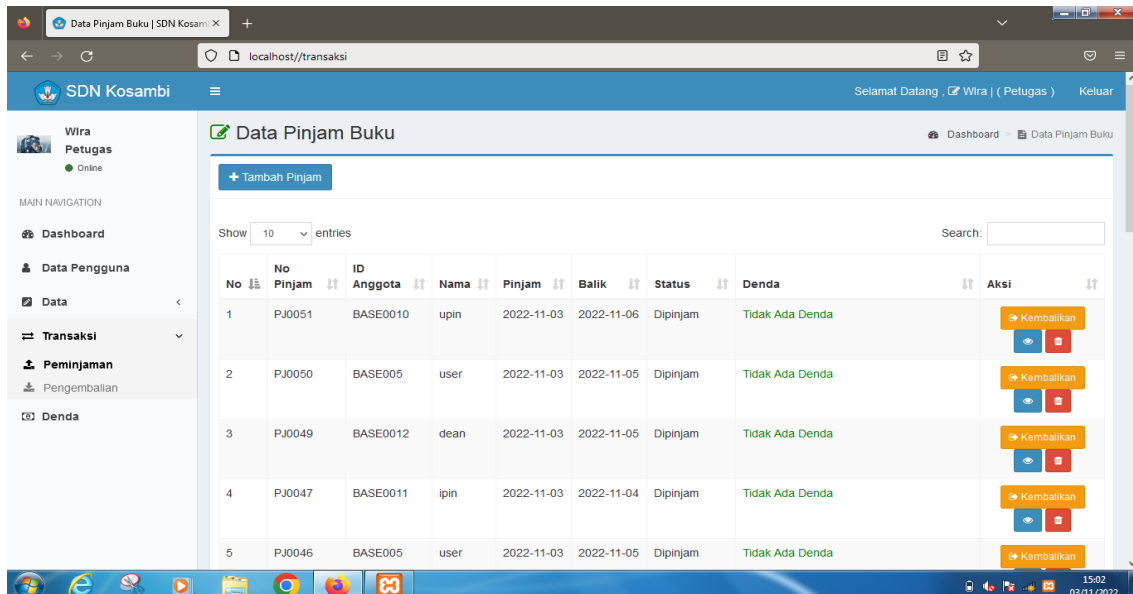 Data Pinjam Buku | SDN Kosam
localhost//transaksi
SDN Kosambi
Selamat Datang , Wira | ( Petugas )
Keluar
Wira
Petugas
Online
MAIN NAVIGATION
Dashboard
Data Pengguna
Data
Transaksi
Peminjaman
Pengembalian
Denda
Data Pinjam Buku
Dashboard > Data Pinjam Buku
+ Tambah Pinjam
Show 10 entries
Search:
No No Pinjam ID Anggota Nama Pinjam Balik Status Denda Aksi
1 PJ0051 BASE0010 upin 2022-11-03 2022-11-06 Dipinjam Tidak Ada Denda Kembalikan
2 PJ0050 BASE005 user 2022-11-03 2022-11-05 Dipinjam Tidak Ada Denda Kembalikan
3 PJ0049 BASE0012 dean 2022-11-03 2022-11-05 Dipinjam Tidak Ada Denda Kembalikan
4 PJ0047 BASE0011 ipin 2022-11-03 2022-11-04 Dipinjam Tidak Ada Denda Kembalikan
5 PJ0046 BASE005 user 2022-11-03 2022-11-05 Dipinjam Tidak Ada Denda Kembalikan
15:02
03/11/2022